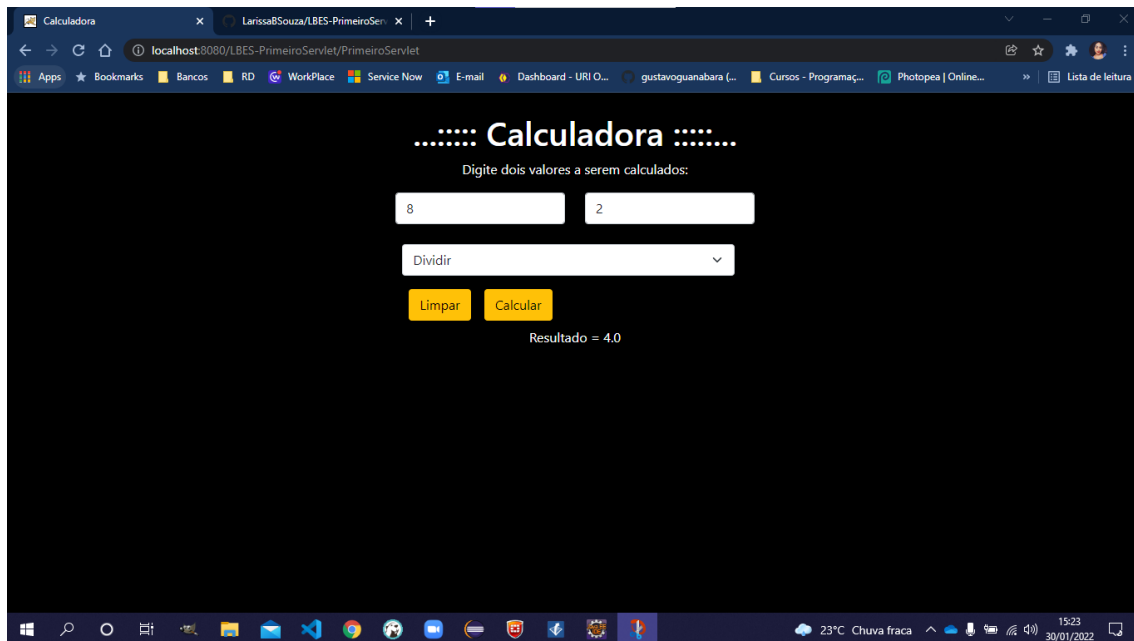 Calculadora
LarissaBSouza/LBES-PrimeiroSer
localhost:8080/LBES-PrimeiroServlet/PrimeiroServlet
Apps Bookmarks Bancos RD WorkPlace Service Now E-mail Dashboard - URI O... gustavoguanabara (... Cursos - Programaç... Photopea | Online... » Lista de leitura
...::::: Calculadora :::::...
Digite dois valores a serem calculados:
8 2
Dividir
Limpar Calcular
Resultado = 4.0
23°C Chuva fraca
15:23
30/01/2022